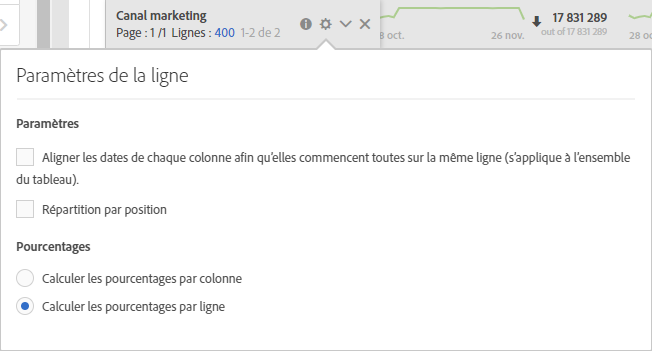 Canal marketing
Page : 1 /1 Lignes : 400 1-2 de 2
8 oct.
26 nov.
17 831 289
out of 17 831 289
28 oct
Paramètres de la ligne
Paramètres
Aligner les dates de chaque colonne afin qu'elles commencent toutes sur la même ligne (s'applique à l'ensemble
du tableau).
Répartition par position
Pourcentages
Calculer les pourcentages par colonne
Calculer les pourcentages par ligne